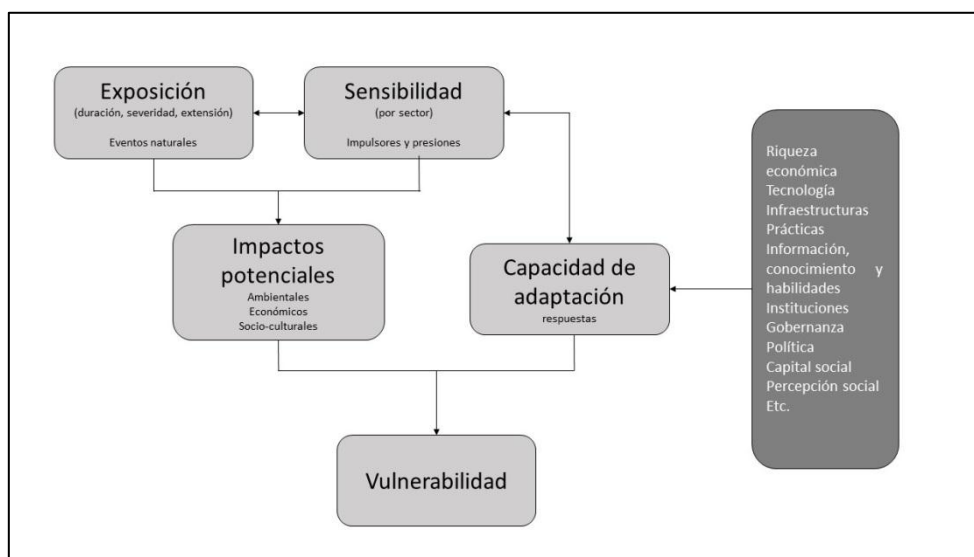 Exposición
(duración, severidad, extensión)
Eventos naturales
Sensibilidad
(por sector)
Impulsores y presiones
Impactos
potenciales
Ambientales
Económicos
Socio-culturales
Capacidad de
adaptación
respuestas
Riqueza
económica
Tecnología
Infraestructuras
Prácticas
Información,
conocimiento y
habilidades
Instituciones
Gobernanza
Política
Capital social
Percepción social
Etc.
Vulnerabilidad